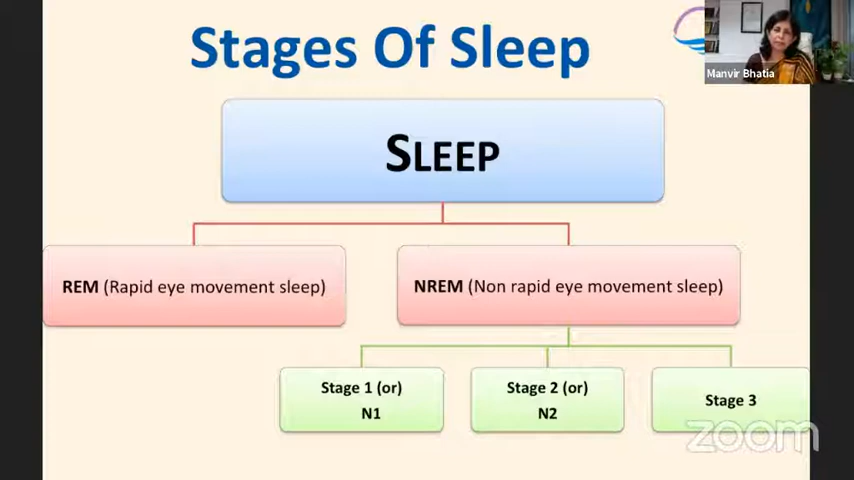 Stages Of Sleep
Manvir Bhatia
SLEEP
REM (Rapid eye movement sleep)
NREM (Non rapid eye movement sleep)
Stage 1 (or)
N1
Stage 2 (or)
N2
Stage 3
zoom